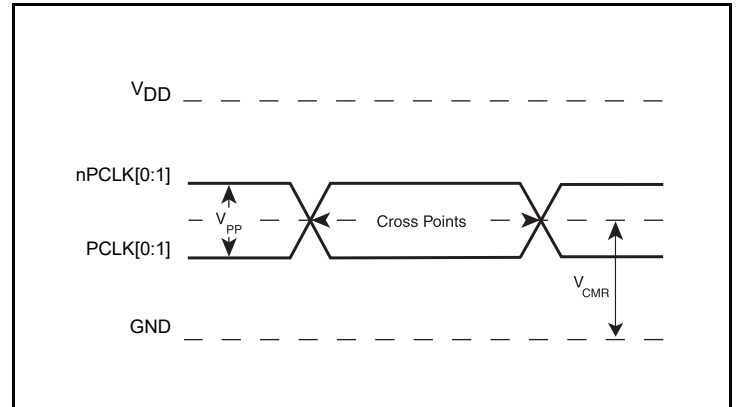 VDD
nPCLK[0:1]
VPP
Cross Points
PCLK[0:1]
VCMR
GND